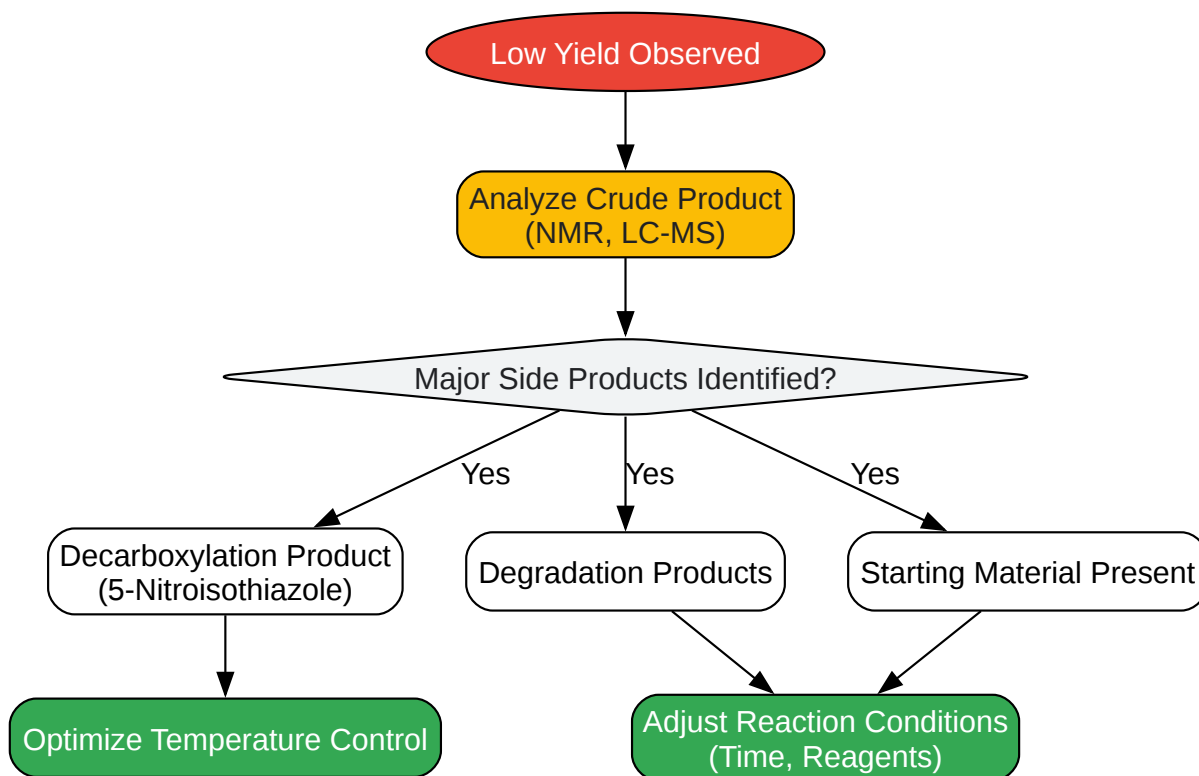 Low Yield Observed
Analyze Crude Product
(NMR, LC-MS)
Major Side Products Identified?
Yes
Yes
Yes
Decarboxylation Product
(5-Nitroisothiazole)
Degradation Products
Starting Material Present
Optimize Temperature Control
Adjust Reaction Conditions
(Time, Reagents)